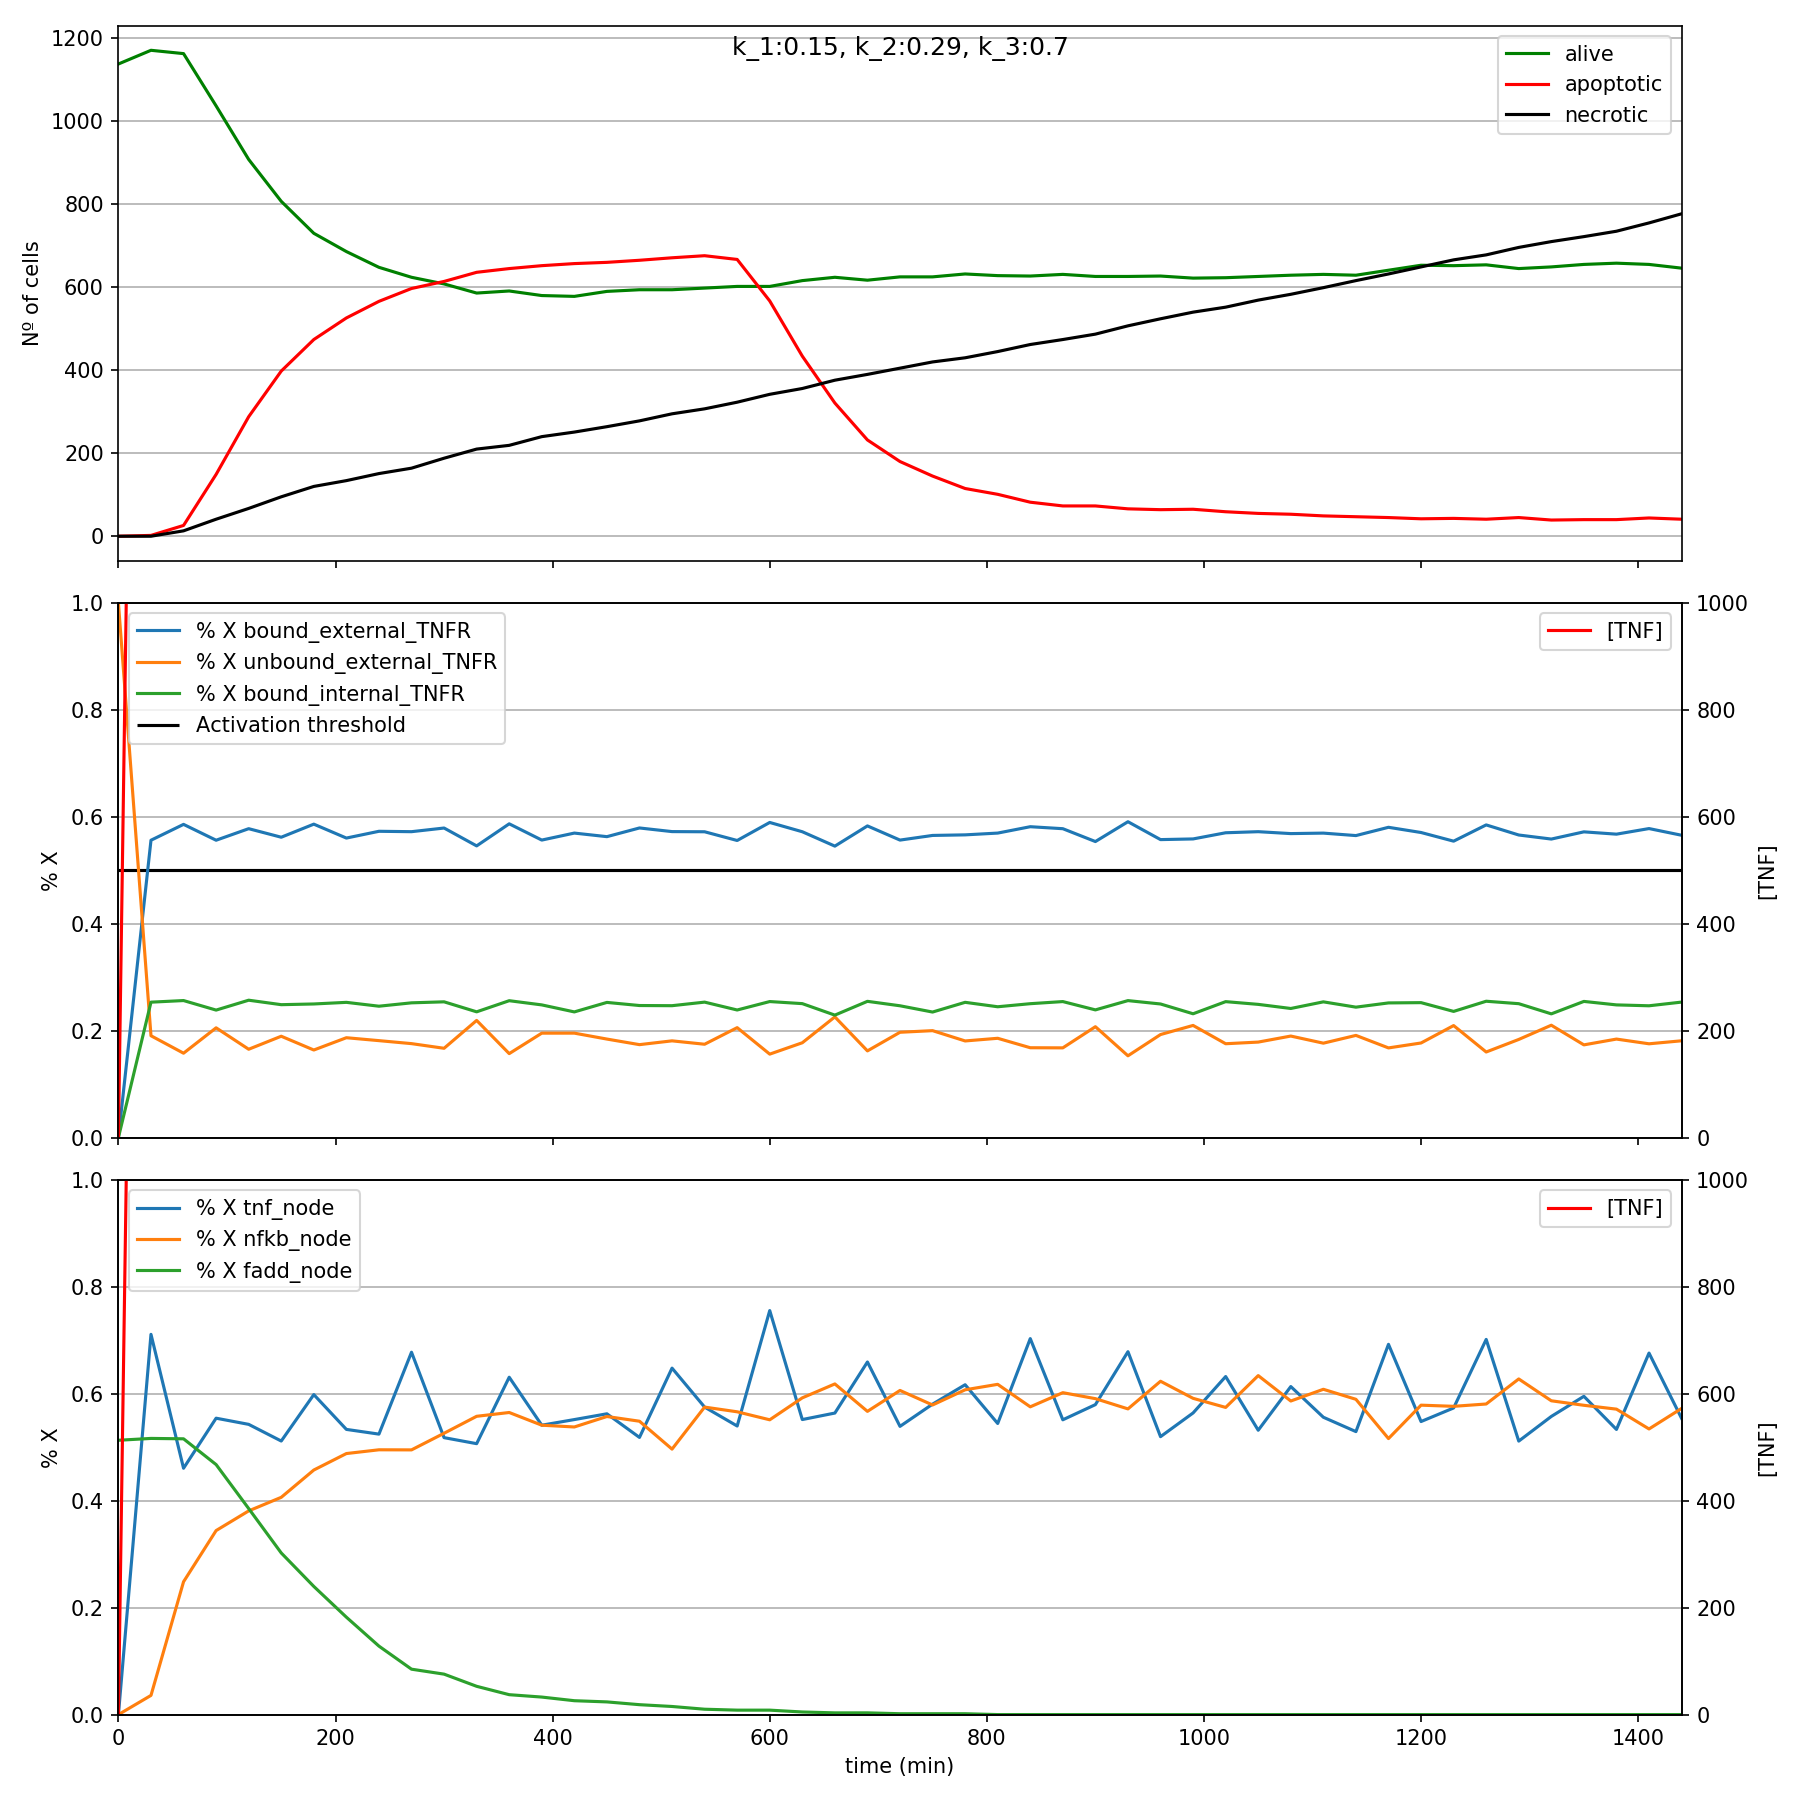 k_1:0.15, k_2:0.29, k_3:0.7
1200
1000
800
600
400
200
0
Nº of cells
alive
apoptotic
necrotic
1.0
0.8
0.6
0.4
0.2
0.0
% X
% X bound_external_TNFR
% X unbound_external_TNFR
% X bound_internal_TNFR
Activation threshold
[TNF]
1000
800
600
400
200
0
[TNF]
1.0
0.8
0.6
0.4
0.2
0.0
% X
% X tnf_node
% X nfkb_node
% X fadd_node
[TNF]
1000
800
600
400
200
0
[TNF]
0 200 400 600 800 1000 1200 1400
time (min)